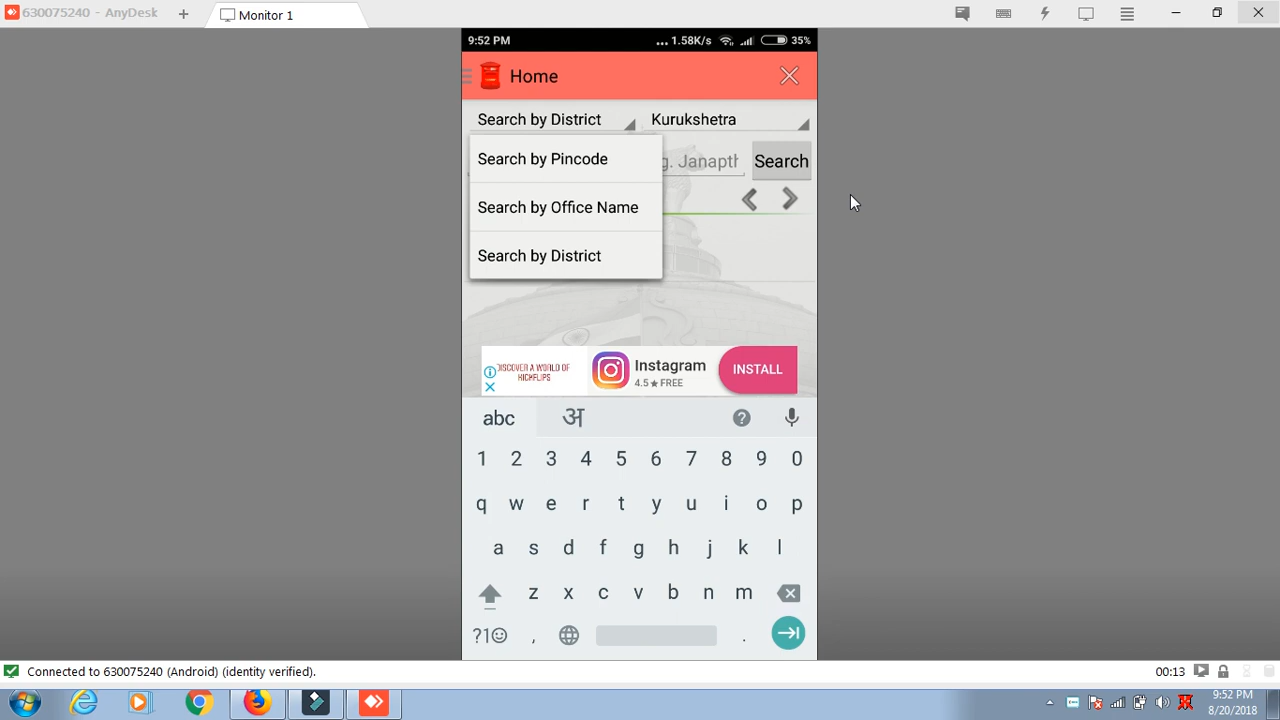 630075240 - AnyDesk
Monitor 1
9:52 PM
... 1.58K/s
35%
Home
Search by District
Kurukshetra
Search by Pincode
g. Janapth
Search
Search by Office Name
Search by District
DISCOVER A WORLD OF
KICKFLIPS
Instagram
4.5★FREE
INSTALL
abc
अ
1 2 3 4 5 6 7 8 9 0
q w e r t y u i o p
a s d f g h j k l
z x c v b n m
?1☺ , .
Connected to 630075240 (Android) (identity verified).
00:13
9:52 PM
8/20/2018